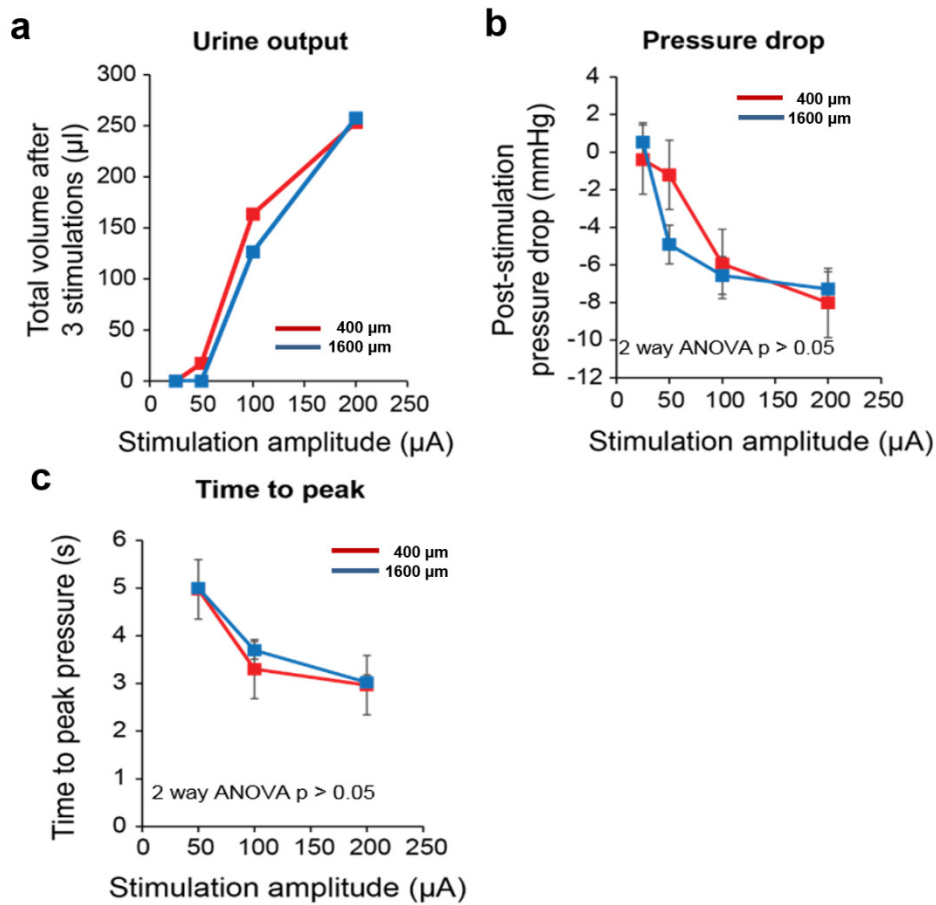 a
Urine output
300
250
200
150
100
50
0
Total volume after
3 stimulations (µl)
400 µm
1600 µm
0 50 100 150 200 250
Stimulation amplitude (µA)
b
Pressure drop
4
2
0
-2
-4
-6
-8
-10
-12
Post-stimulation
pressure drop (mmHg)
400 µm
1600 µm
2 way ANOVA p > 0.05
0 50 100 150 200 250
Stimulation amplitude (µA)
c
Time to peak
6
5
4
3
2
1
0
Time to peak pressure (s)
400 µm
1600 µm
2 way ANOVA p > 0.05
0 50 100 150 200 250
Stimulation amplitude (µA)